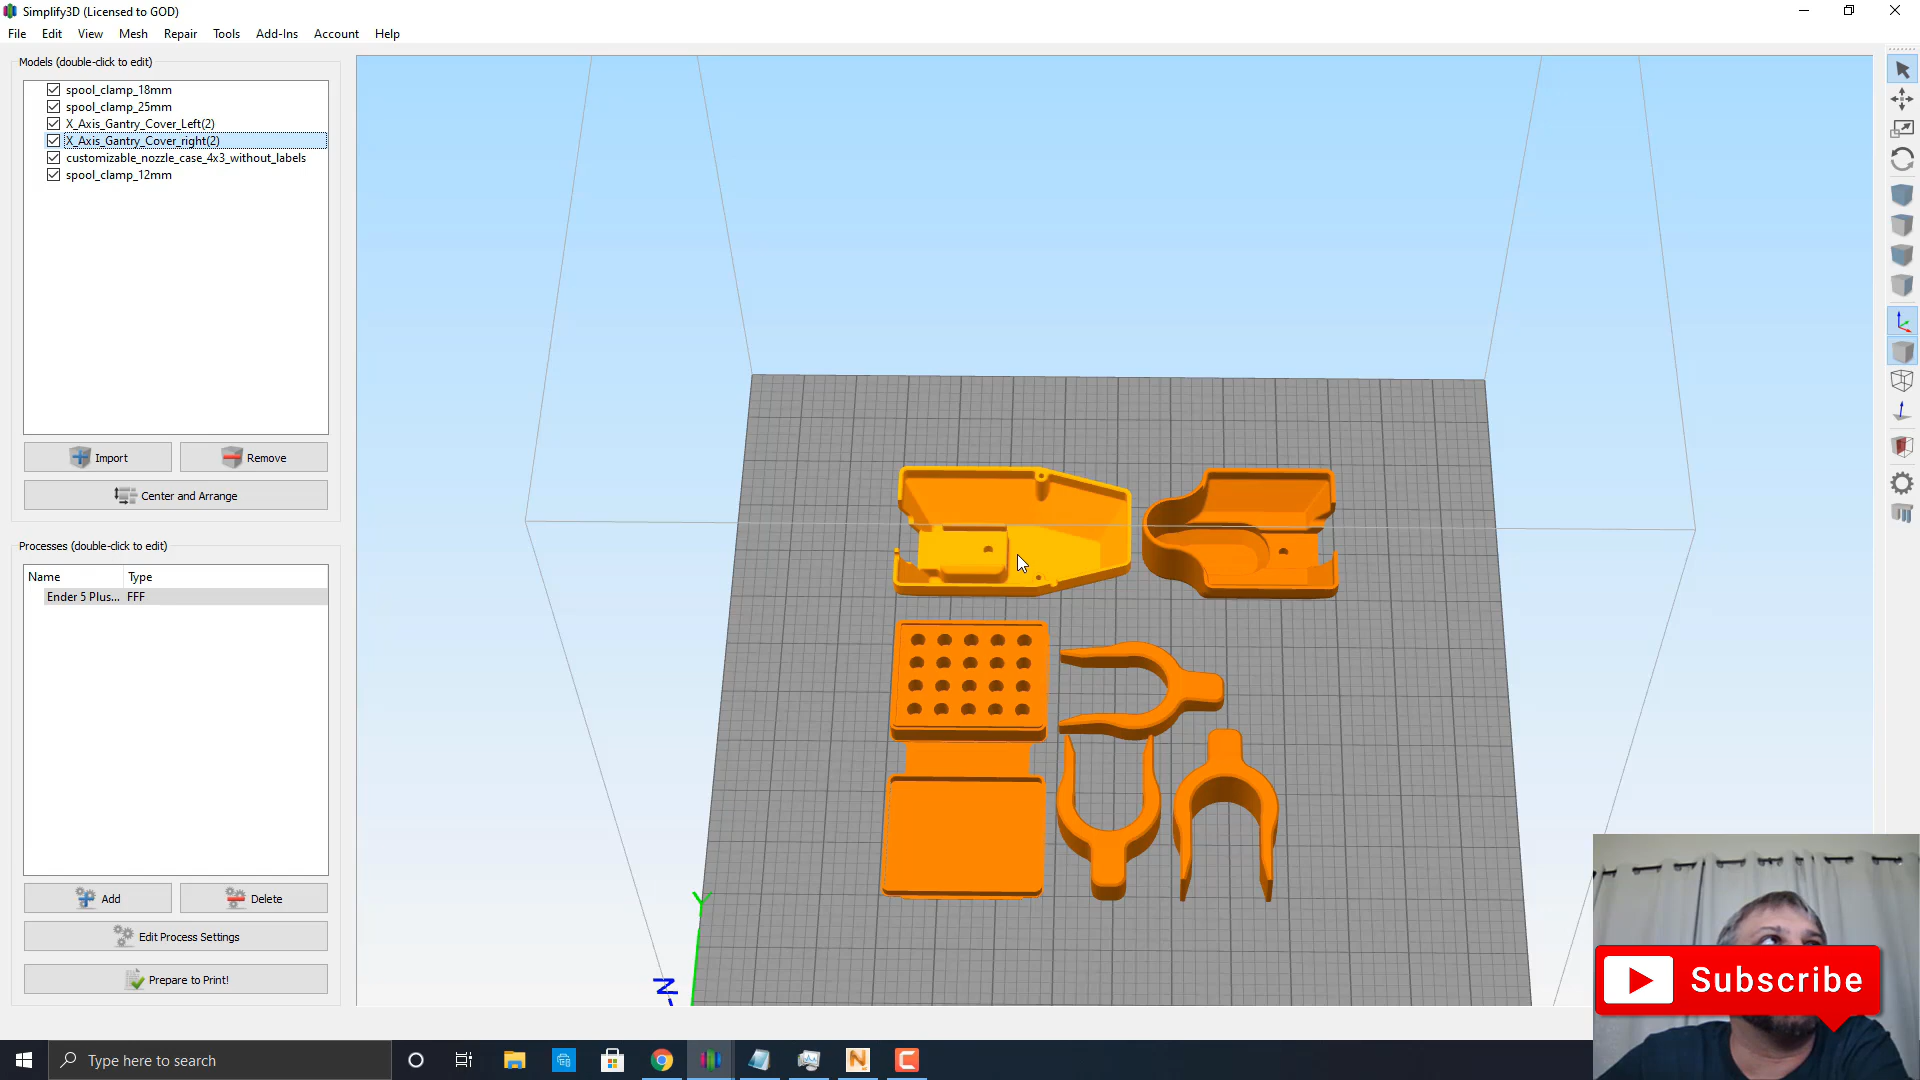 Simplify3D (Licensed to GOD)
File Edit View Mesh Repair Tools Add-Ins Account Help
Models (double-click to edit)
spool_clamp_18mm
spool_clamp_25mm
X_Axis_Gantry_Cover_Left(2)
X_Axis_Gantry_Cover_right(2)
customizable_nozzle_case_4x3_without_labels
spool_clamp_12mm
Import Remove
Center and Arrange
Processes (double-click to edit)
Name Type
Ender 5 Plus... FFF
Add Delete
Edit Process Settings
Prepare to Print!
Y
Z
Subscribe
Type here to search
N
C